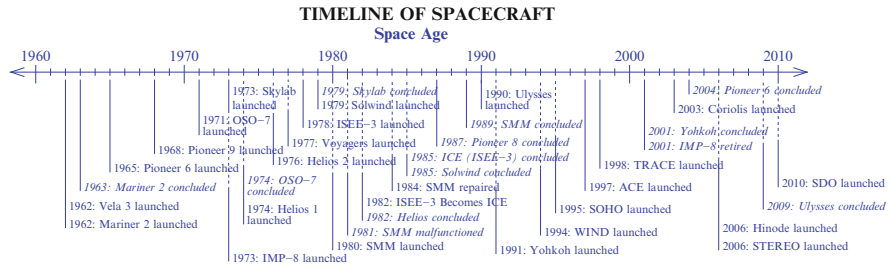 TIMELINE OF SPACECRAFT
Space Age
1960
1970
1980
1990
2000
2010
1973: Skylab
launched
1979: Skylab concluded
1979: Solwind launched
1990: Ulysses
launched
2004: Pioneer 6 concluded
2003: Coriolis launched
1971: OSO−7
launched
1978: ISEE−3 launched
1989: SMM concluded
2001: Yohkoh concluded
2001: IMP−8 retired
1968: Pioneer 9 launched
1977: Voyagers launched
1987: Pioneer 8 concluded
1965: Pioneer 6 launched
1976: Helios 2 launched
1985: ICE (ISEE−3) concluded
1985: Solwind concluded
1998: TRACE launched
1963: Mariner 2 concluded
1974: OSO−7
concluded
1984: SMM repaired
1997: ACE launched
2010: SDO launched
1962: Vela 3 launched
1962: Mariner 2 launched
1974: Helios 1
launched
1982: ISEE−3 Becomes ICE
1982: Helios concluded
1981: SMM malfunctioned
1980: SMM launched
1995: SOHO launched
1994: WIND launched
1991: Yohkoh launched
2009: Ulysses concluded
2006: Hinode launched
2006: STEREO launched
1973: IMP−8 launched